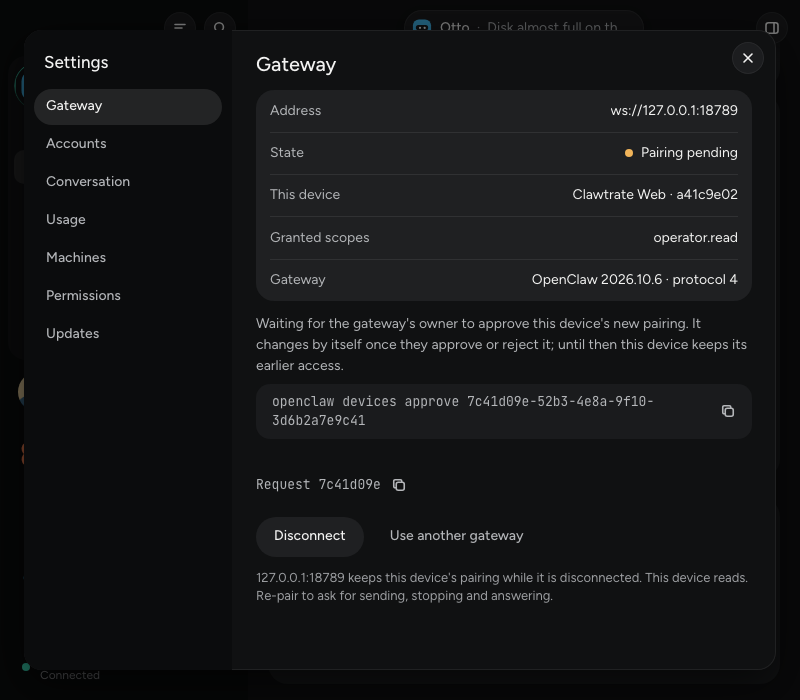 Otto · Disk almost full on th
Settings
Gateway
Accounts
Conversation
Usage
Machines
Permissions
Updates
Gateway
Address ws://127.0.0.1:18789
State Pairing pending
This device Clawtrate Web · a41c9e02
Granted scopes operator.read
Gateway OpenClaw 2026.10.6 · protocol 4
Waiting for the gateway's owner to approve this device's new pairing. It
changes by itself once they approve or reject it; until then this device keeps its
earlier access.
openclaw devices approve 7c41d09e-52b3-4e8a-9f10-
3d6b2a7e9c41
Request 7c41d09e
Disconnect Use another gateway
127.0.0.1:18789 keeps this device's pairing while it is disconnected. This device reads.
Re-pair to ask for sending, stopping and answering.
Connected